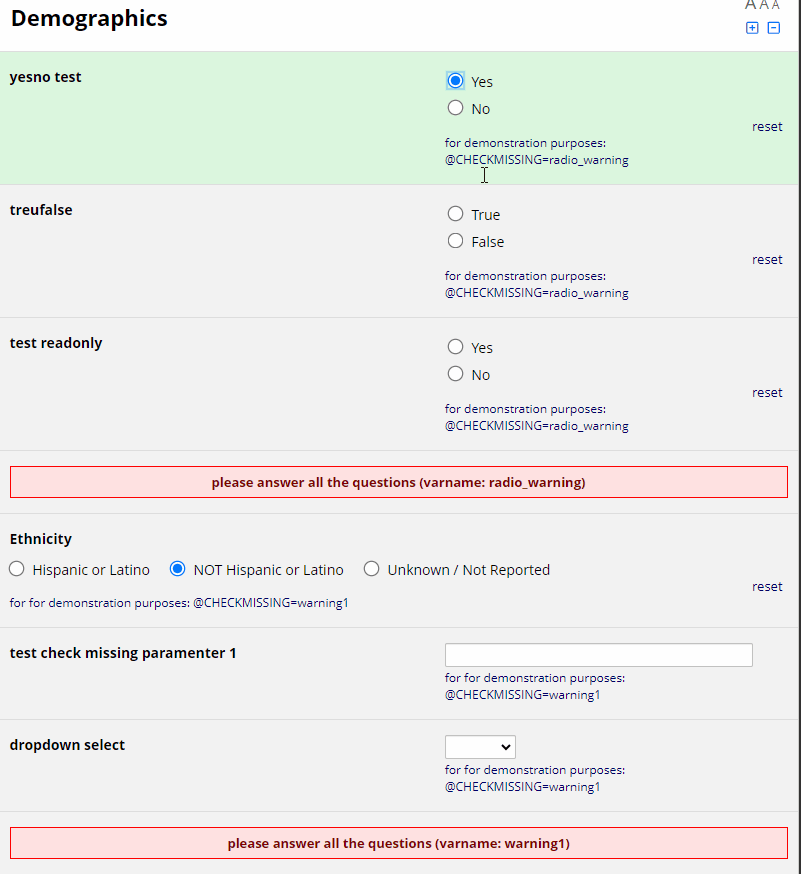 Demographics
A A A
yesno test
Yes
No
reset
for demonstration purposes:
@CHECKMISSING=radio_warning
treufalse
True
False
reset
for demonstration purposes:
@CHECKMISSING=radio_warning
test readonly
Yes
No
reset
for demonstration purposes:
@CHECKMISSING=radio_warning
please answer all the questions (varname: radio_warning)
Ethnicity
Hispanic or Latino NOT Hispanic or Latino Unknown / Not Reported
reset
for for demonstration purposes: @CHECKMISSING=warning1
test check missing paramenter 1
for for demonstration purposes:
@CHECKMISSING=warning1
dropdown select
for for demonstration purposes:
@CHECKMISSING=warning1
please answer all the questions (varname: warning1)